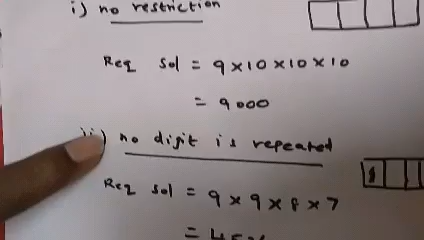 i) no restriction
Req sol = 9×10×10×10
= 9000
ii) no digit is repeated
Req sol = 9 × 9 × 8 × 7